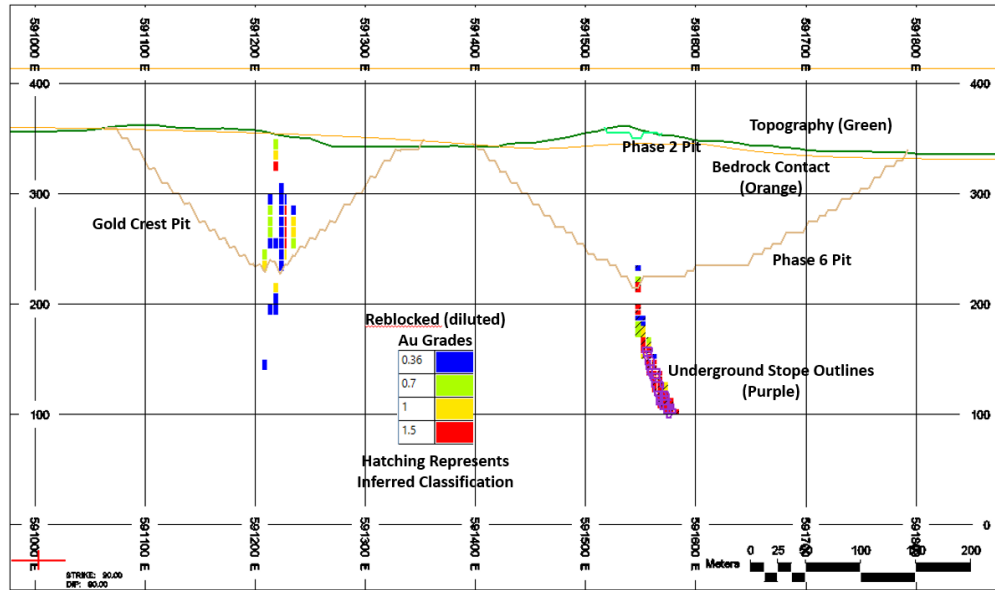 591000 E
591100 E
591200 E
591300 E
591400 E
591500 E
591600 E
591700 E
591800 E
400
400
Topography (Green)
Phase 2 Pit
Bedrock Contact
(Orange)
300
300
Gold Crest Pit
Phase 6 Pit
200
200
Reblocked (diluted)
Au Grades
0.36
0.7
1
1.5
Underground Stope Outlines
(Purple)
100
100
Hatching Represents
Inferred Classification
0
0
591000 E
591100 E
591200 E
591300 E
591400 E
591500 E
591600 E
591700 E
591800 E
Meters
0 25 50 100 150 200
STRIKE: 90.00
DIP: 90.00